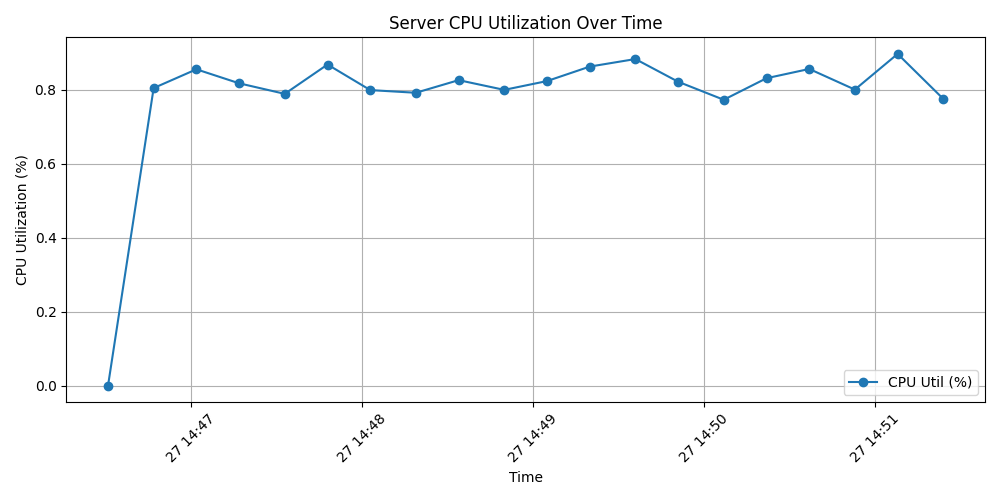 Server CPU Utilization Over Time
CPU Utilization (%)
0.8
0.6
0.4
0.2
0.0
CPU Util (%)
27 14:47
27 14:48
27 14:49
27 14:50
27 14:51
Time